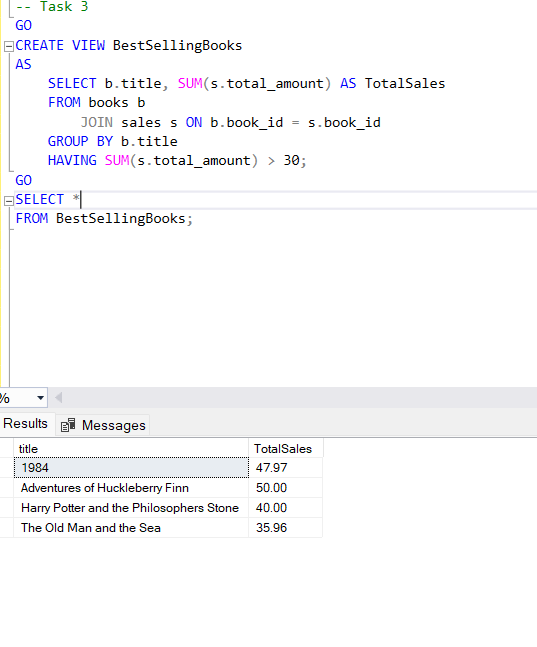 -- Task 3
GO
CREATE VIEW BestSellingBooks
AS
SELECT b.title, SUM(s.total_amount) AS TotalSales
FROM books b
JOIN sales s ON b.book_id = s.book_id
GROUP BY b.title
HAVING SUM(s.total_amount) > 30;
GO
SELECT *
FROM BestSellingBooks;
%
Results Messages
title TotalSales
1984 47.97
Adventures of Huckleberry Finn 50.00
Harry Potter and the Philosophers Stone 40.00
The Old Man and the Sea 35.96